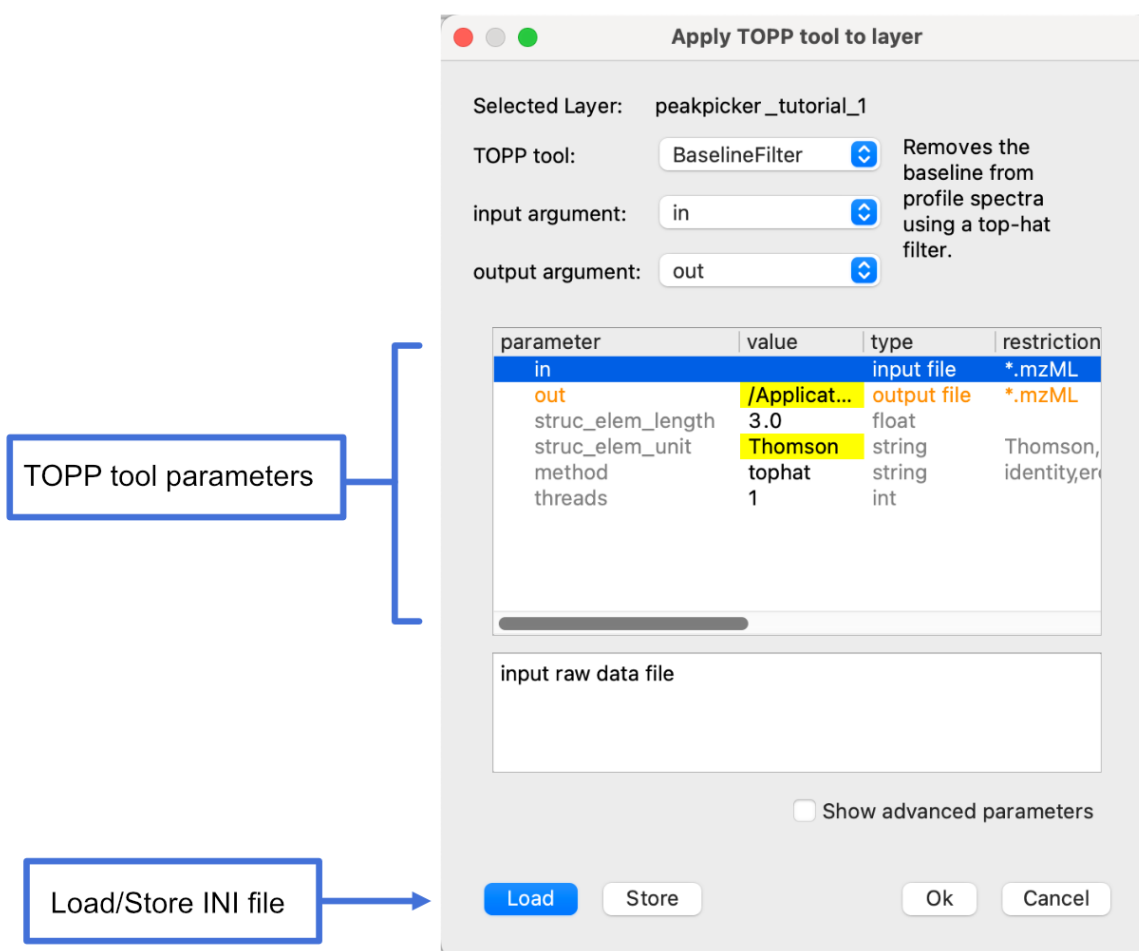 Apply TOPP tool to layer
Selected Layer: peakpicker_tutorial_1
TOPP tool: BaselineFilter
Removes the
baseline from
profile spectra
using a top-hat
filter.
input argument: in
output argument: out
parameter value type restriction
in input file *.mzML
out /Applicat... output file *.mzML
struc_elem_length 3.0 float
struc_elem_unit Thomson string Thomson,
method tophat string identity,er
threads 1 int
TOPP tool parameters
input raw data file
Show advanced parameters
Load/Store INI file
Load Store Ok Cancel